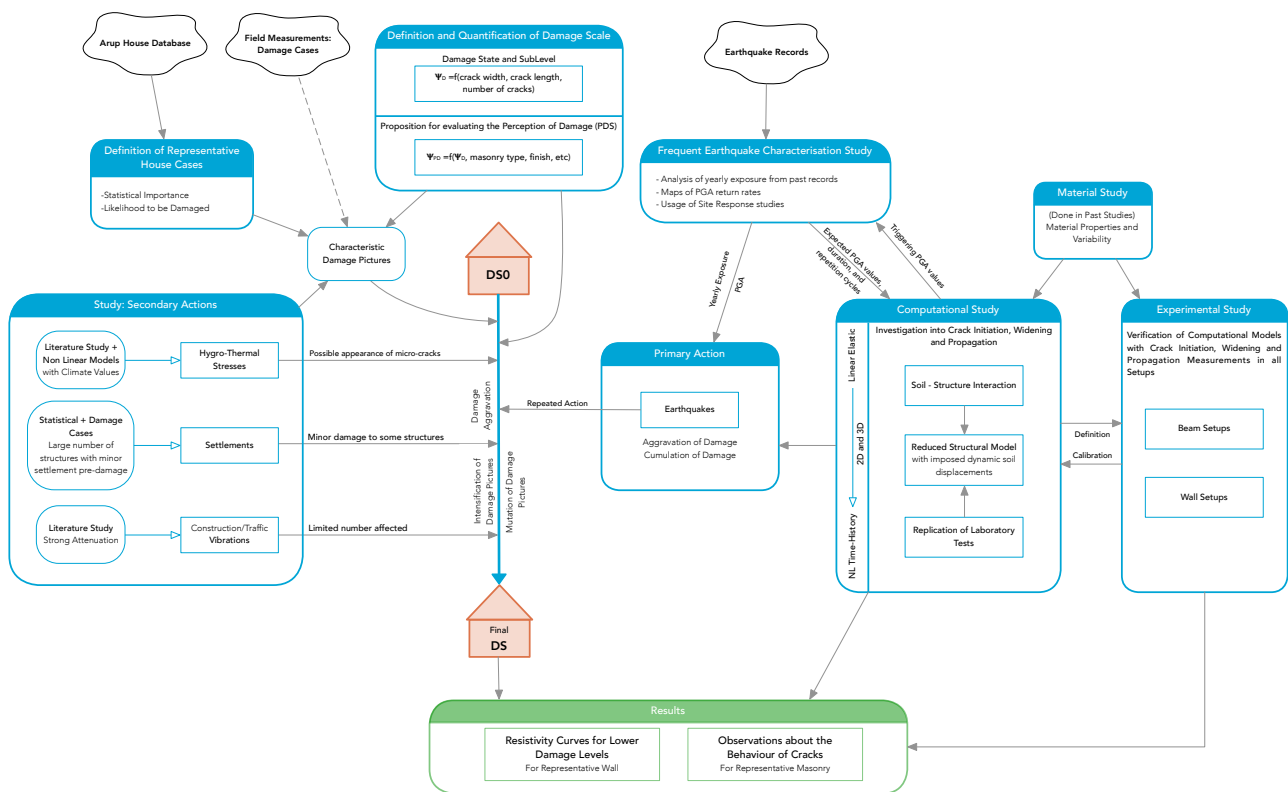 Arup House Database
Field Measurements:
Damage Cases
Definition and Quantification of Damage Scale
Damage State and SubLevel
ΨD =f(crack width, crack length,
number of cracks)
Proposition for evaluating the Perception of Damage (PDS)
ΨPD =f(ΨD, masonry type, finish, etc)
Earthquake Records
Definition of Representative
House Cases
-Statistical Importance
-Likelihood to be Damaged
Characteristic
Damage Pictures
Frequent Earthquake Characterisation Study
- Analysis of yearly exposure from past records
- Maps of PGA return rates
- Usage of Site Response studies
Material Study
(Done in Past Studies)
Material Properties and
Variability
Yearly Exposure
PGA
Expected PGA values,
duration, and
repetition cycles
Triggering PGA values
DS0
Study: Secondary Actions
Literature Study +
Non Linear Models
with Climate Values
Hygro-Thermal
Stresses
Possible appearance of micro-cracks
Statistical + Damage
Cases
Large number of
structures with minor
settlement pre-damage
Settlements
Minor damage to some structures
Literature Study
Strong Attenuation
Construction/Traffic
Vibrations
Limited number affected
Damage
Aggravation
Intensification of
Damage Pictures
Mutation of Damage
Pictures
Repeated Action
Primary Action
Earthquakes
Aggravation of Damage
Cumulation of Damage
Computational Study
Linear Elastic
2D and 3D
NL Time-History
Investigation into Crack Initiation, Widening
and Propagation
Soil - Structure Interaction
Reduced Structural Model
with imposed dynamic soil
displacements
Replication of Laboratory
Tests
Definition
Calibration
Experimental Study
Verification of Computational Models
with Crack Initiation, Widening and
Propagation Measurements in all
Setups
Beam Setups
Wall Setups
Final
DS
Results
Resistivity Curves for Lower
Damage Levels
For Representative Wall
Observations about the
Behaviour of Cracks
For Representative Masonry